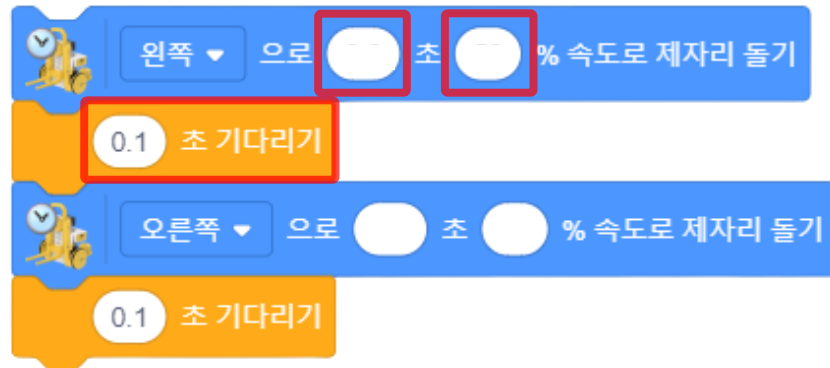 왼쪽 으로 초 % 속도로 제자리 돌기
0.1 초 기다리기
오른쪽 으로 초 % 속도로 제자리 돌기
0.1 초 기다리기